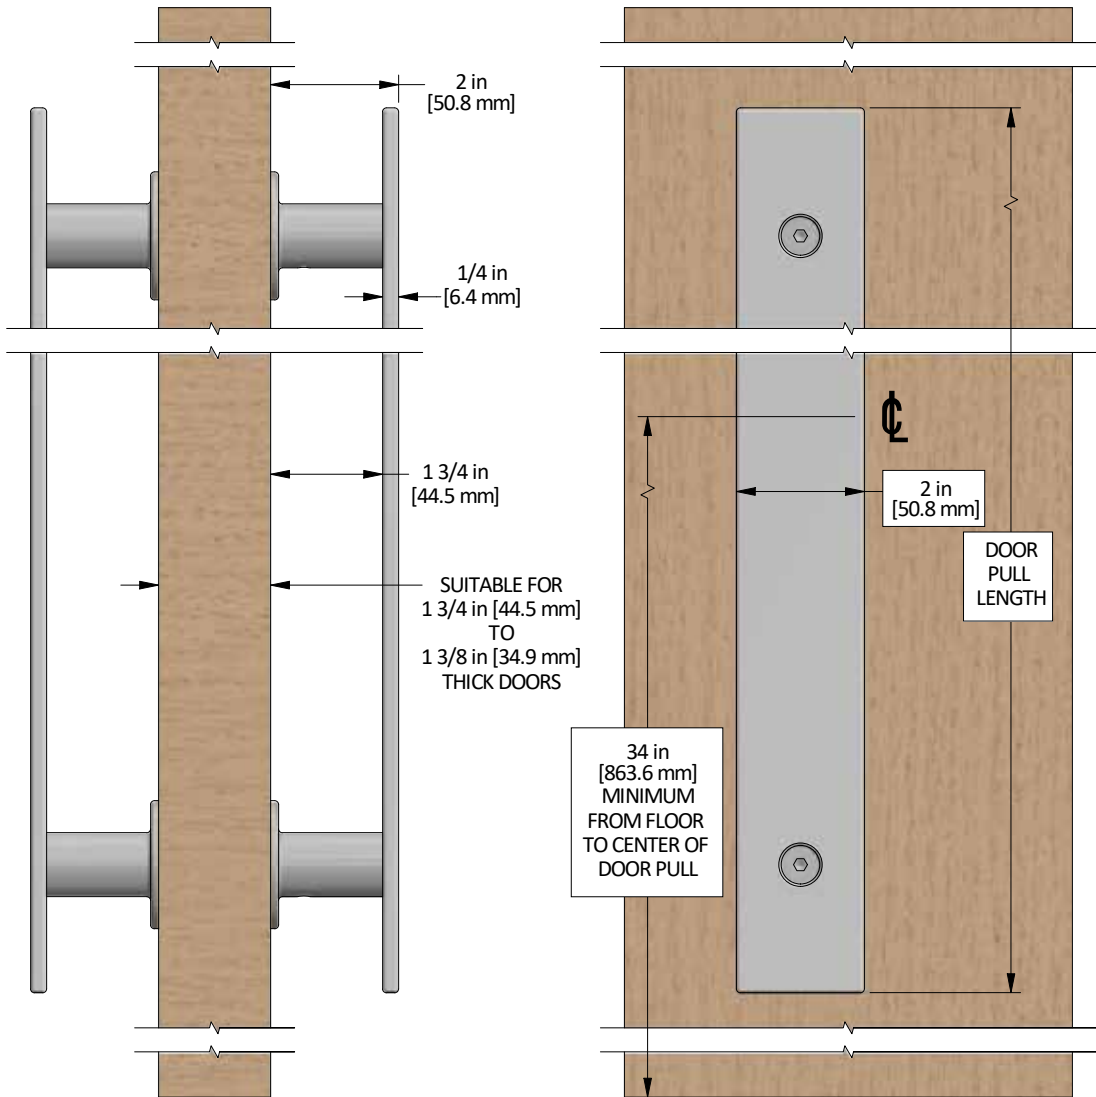 2 in
[50.8 mm]
1/4 in
[6.4 mm]
1 3/4 in
[44.5 mm]
SUITABLE FOR
1 3/4 in [44.5 mm]
TO
1 3/8 in [34.9 mm]
THICK DOORS
℄
2 in
[50.8 mm]
DOOR
PULL
LENGTH
34 in
[863.6 mm]
MINIMUM
FROM FLOOR
TO CENTER OF
DOOR PULL